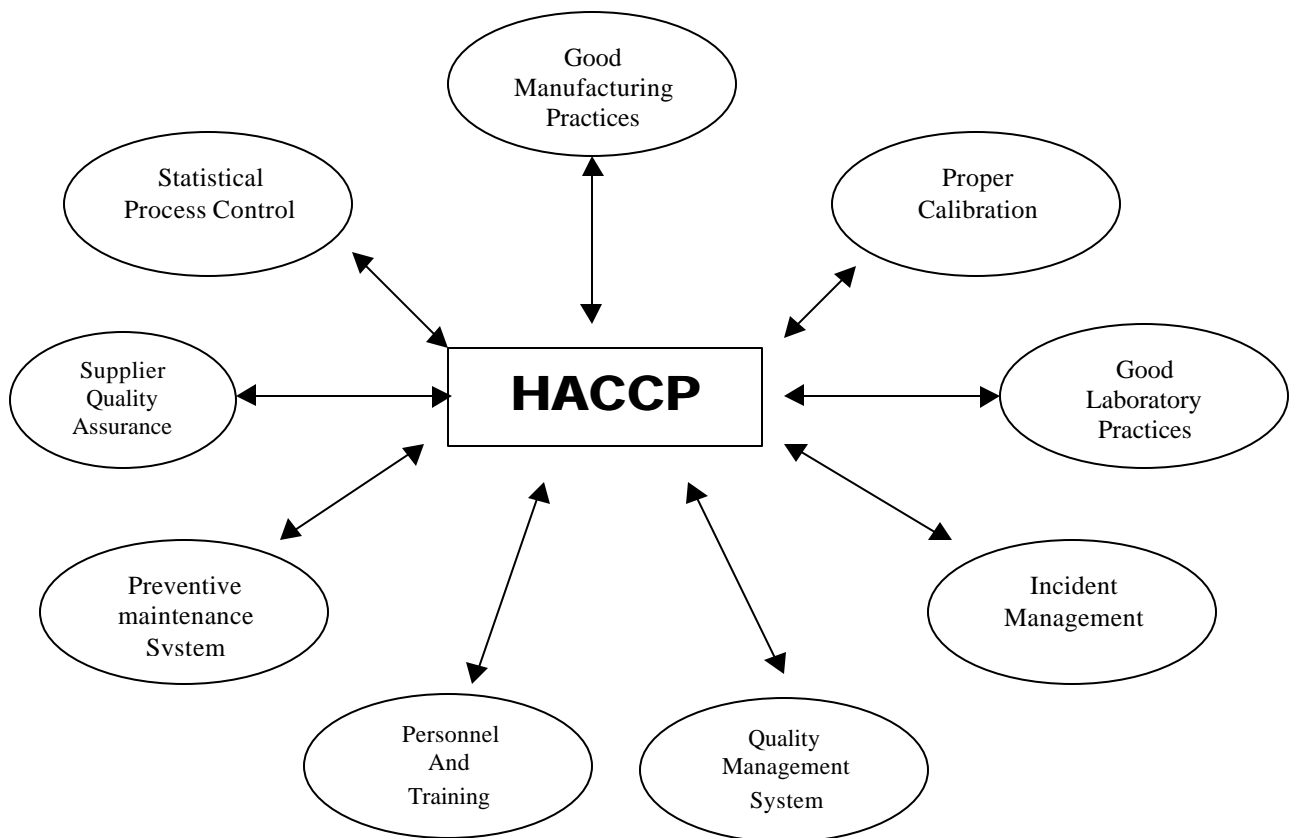 Good
Manufacturing
Practices
Statistical
Process Control
Proper
Calibration
Supplier
Quality
Assurance
HACCP
Good
Laboratory
Practices
Preventive
maintenance
System
Incident
Management
Personnel
And
Training
Quality
Management
System